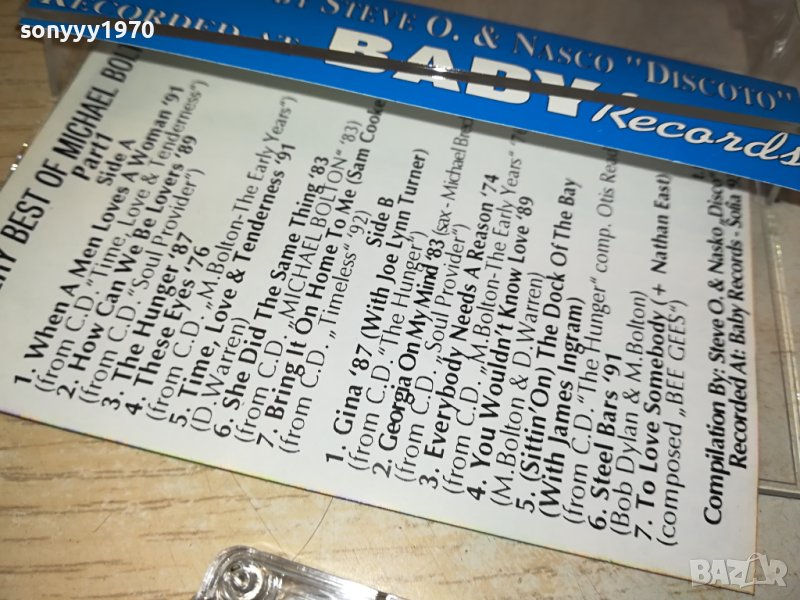 sonyyy1970
BY STEVE O. & NASCO "DISCOTO"
RECORDED AT BABY Records
BEST OF MICHAEL
Part1
Side A
1. When A Men Loves A Woman '91
(from C.D. "Time, Love & Tenderness")
2. How Can We Be Lovers '89
(from C.D "Soul Provider")
3. The Hunger '87
4. These Eyes '76
(from C.D. „M.Bolton-The Early Years")
5. Time, Love & Tenderness '91
(D. Warren)
6. She Did The Same Thing '83
(from C.D. „MICHAEL BOLTON" '83)
7. Bring It On Home To Me (Sam Cooke
(from C.D. „Timeless" '92)
Side B
1. Gina '87 (With Joe Lynn Turner)
(from C.D. "The Hunger")
2. Georgia On My Mind '83 (sax - Michael
(from C.D. „Soul Provider")
3. Everybody Needs A Reason '74
(from C.D. „M.Bolton-The Early Years"
4. You Wouldn't Know Love '89
(M.Bolton & D.Warren)
5. (Sittin'On) The Dock Of The Bay
(With James Ingram)
(from C.D. "The Hunger" comp. Otis
6. Steel Bars '91
(Bob Dylan & M.Bolton)
7. To Love Somebody (+ Nathan East)
(composed „BEE GEES")
Compilation By: Steve O. & Nasko „Disco"
Recorded At: Baby Records - Sofia
BAZAR